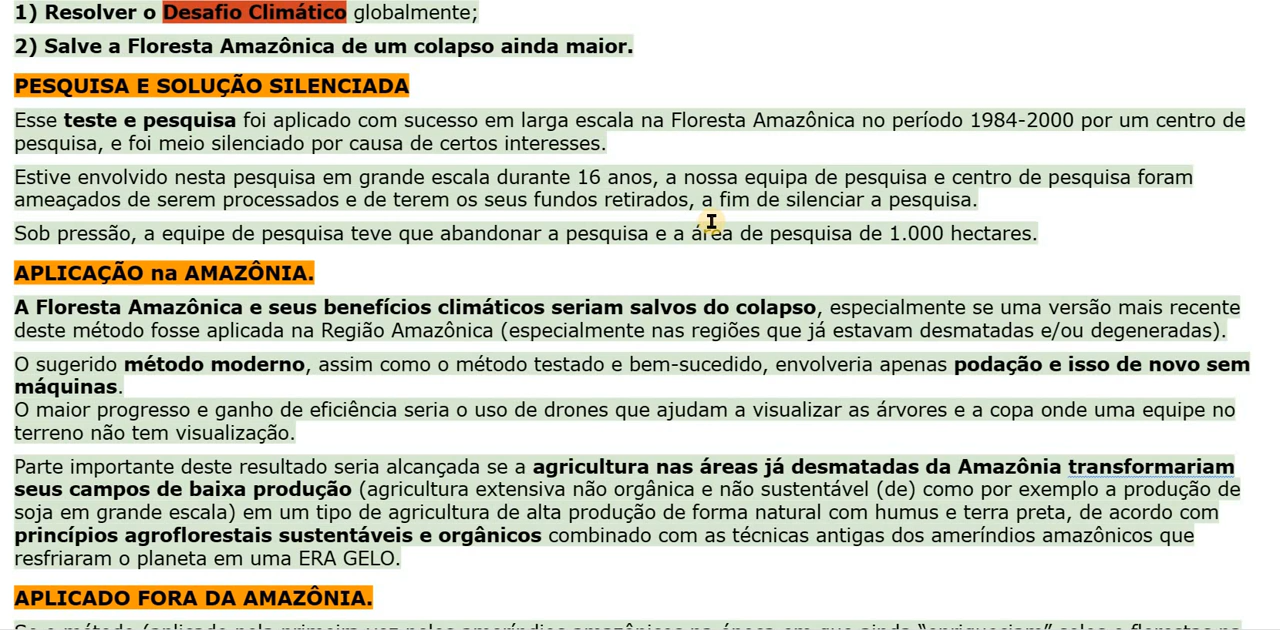 1) Resolver o Desafio Climático globalmente;
2) Salve a Floresta Amazônica de um colapso ainda maior.
PESQUISA E SOLUÇÃO SILENCIADA
Esse teste e pesquisa foi aplicado com sucesso em larga escala na Floresta Amazônica no período 1984-2000 por um centro de
pesquisa, e foi meio silenciado por causa de certos interesses.
Estive envolvido nesta pesquisa em grande escala durante 16 anos, a nossa equipa de pesquisa e centro de pesquisa foram
ameaçados de serem processados e de terem os seus fundos retirados, a fim de silenciar a pesquisa.
Sob pressão, a equipe de pesquisa teve que abandonar a pesquisa e a área de pesquisa de 1.000 hectares.
APLICAÇÃO na AMAZÔNIA.
A Floresta Amazônica e seus benefícios climáticos seriam salvos do colapso, especialmente se uma versão mais recente
deste método fosse aplicada na Região Amazônica (especialmente nas regiões que já estavam desmatadas e/ou degeneradas).
O sugerido método moderno, assim como o método testado e bem-sucedido, envolveria apenas podação e isso de novo sem
máquinas.
O maior progresso e ganho de eficiência seria o uso de drones que ajudam a visualizar as árvores e a copa onde uma equipe no
terreno não tem visualização.
Parte importante deste resultado seria alcançada se a agricultura nas áreas já desmatadas da Amazônia transformariam
seus campos de baixa produção (agricultura extensiva não orgânica e não sustentável (de) como por exemplo a produção de
soja em grande escala) em um tipo de agricultura de alta produção de forma natural com humus e terra preta, de acordo com
princípios agroflorestais sustentáveis e orgânicos combinado com as técnicas antigas dos ameríndios amazônicos que
resfriaram o planeta em uma ERA GELO.
APLICADO FORA DA AMAZÔNIA.